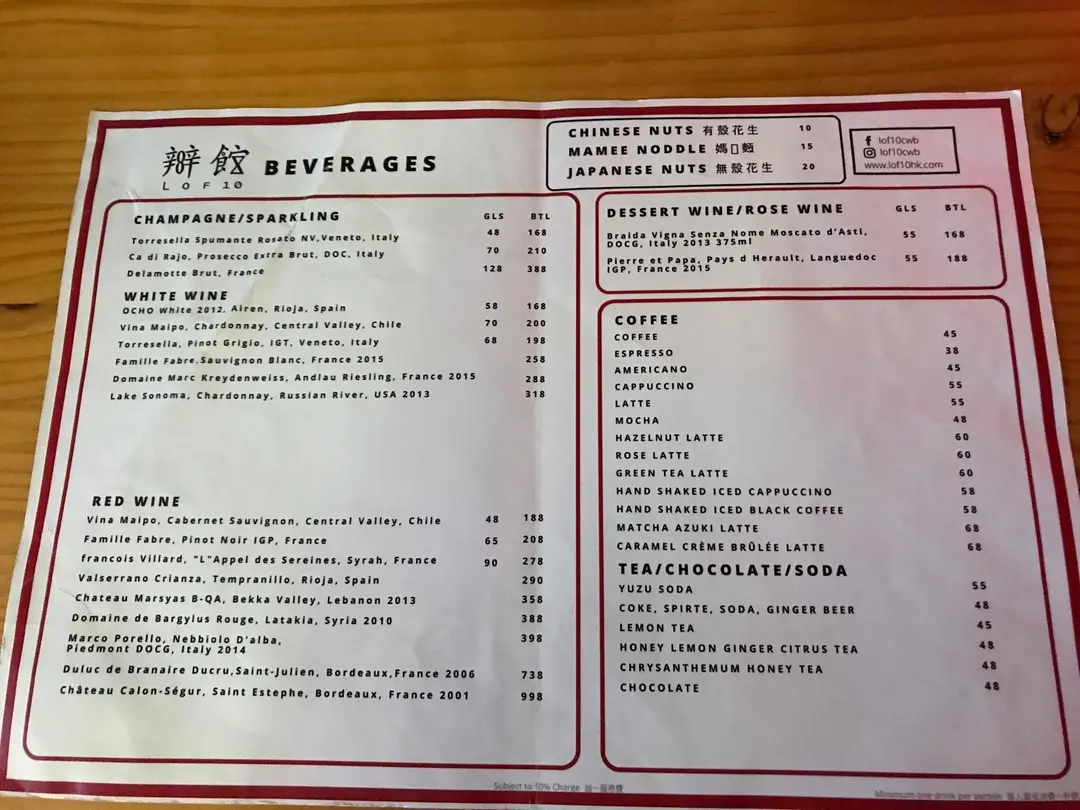 辦館 BEVERAGES
LOF10
CHINESE NUTS 有殼花生 10
MAMEE NODDLE 媽▯麵 15
JAPANESE NUTS 無殼花生 20
lof10cwb
lof10cwb
www.lof10hk.com
CHAMPAGNE/SPARKLING GLS BTL
Torresella Spumante Rosato NV,Veneto, Italy 48 168
Ca di Rajo, Prosecco Extra Brut, DOC, Italy 70 210
Delamotte Brut, France 128 388
WHITE WINE
OCHO White 2012, Airen, Rioja, Spain 58 168
Vina Maipo, Chardonnay, Central Valley, Chile 70 200
Torresella, Pinot Grigio, IGT, Veneto, Italy 68 198
Famille Fabre,Sauvignon Blanc, France 2015 258
Domaine Marc Kreydenweiss, Andlau Riesling, France 2015 288
Lake Sonoma, Chardonnay, Russian River, USA 2013 318
RED WINE
Vina Maipo, Cabernet Sauvignon, Central Valley, Chile 48 188
Famille Fabre, Pinot Noir IGP, France 65 208
francois Villard, "L"Appel des Sereines, Syrah, France 90 278
Valserrano Crianza, Tempranillo, Rioja, Spain 290
Chateau Marsyas B-QA, Bekka Valley, Lebanon 2013 358
Domaine de Bargylus Rouge, Latakia, Syria 2010 388
Marco Porello, Nebbiolo D'alba, 398
Piedmont DOCG, Italy 2014
Duluc de Branaire Ducru,Saint-Julien, Bordeaux,France 2006 738
Château Calon-Ségur, Saint Estephe, Bordeaux, France 2001 998
DESSERT WINE/ROSE WINE GLS BTL
Braida Vigna Senza Nome Moscato d'Asti, 55 168
DOCG, Italy 2013 375ml
Pierre et Papa, Pays d Herault, Languedoc 55 188
IGP, France 2015
COFFEE
COFFEE 45
ESPRESSO 38
AMERICANO 45
CAPPUCCINO 55
LATTE 55
MOCHA 48
HAZELNUT LATTE 60
ROSE LATTE 60
GREEN TEA LATTE 60
HAND SHAKED ICED CAPPUCCINO 58
HAND SHAKED ICED BLACK COFFEE 58
MATCHA AZUKI LATTE 68
CARAMEL CRÈME BRÛLÉE LATTE 68
TEA/CHOCOLATE/SODA
YUZU SODA 55
COKE, SPIRTE, SODA, GINGER BEER 48
LEMON TEA 45
HONEY LEMON GINGER CITRUS TEA 48
CHRYSANTHEMUM HONEY TEA 48
CHOCOLATE 48
Subject to 10% Charge 加一服務費
Minimum one drink per person